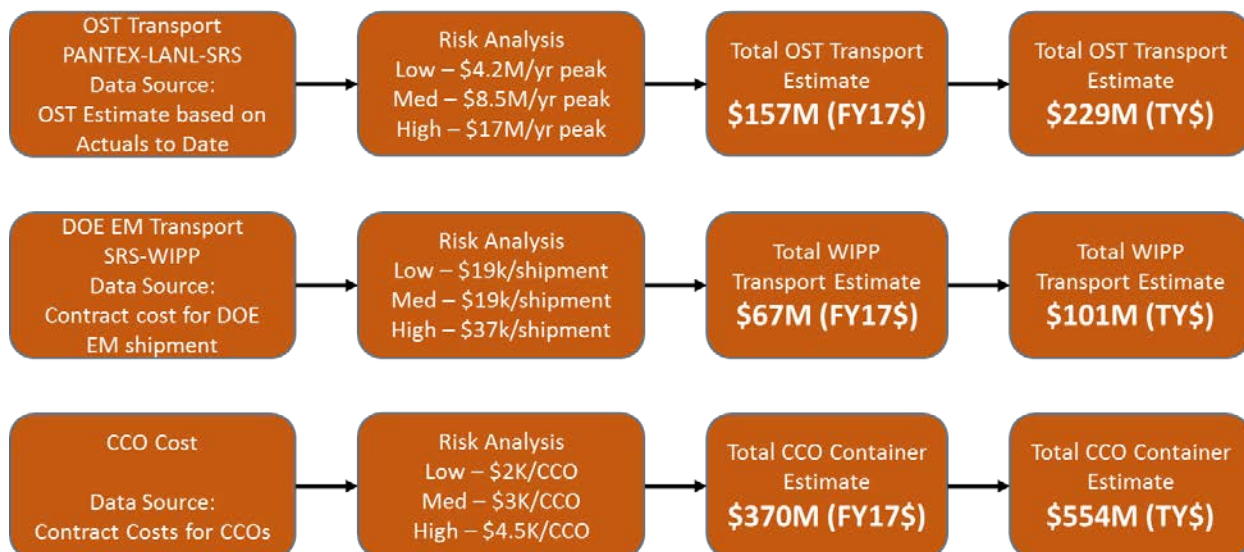 OST Transport
PANTEX-LANL-SRS
Data Source:
OST Estimate based on
Actuals to Date
Risk Analysis
Low – $4.2M/yr peak
Med – $8.5M/yr peak
High – $17M/yr peak
Total OST Transport
Estimate
$157M (FY17$)
Total OST Transport
Estimate
$229M (TY$)
DOE EM Transport
SRS-WIPP
Data Source:
Contract cost for DOE
EM shipment
Risk Analysis
Low – $19k/shipment
Med – $19k/shipment
High – $37k/shipment
Total WIPP
Transport Estimate
$67M (FY17$)
Total WIPP
Transport Estimate
$101M (TY$)
CCO Cost
Data Source:
Contract Costs for CCOs
Risk Analysis
Low – $2K/CCO
Med – $3K/CCO
High – $4.5K/CCO
Total CCO Container
Estimate
$370M (FY17$)
Total CCO Container
Estimate
$554M (TY$)